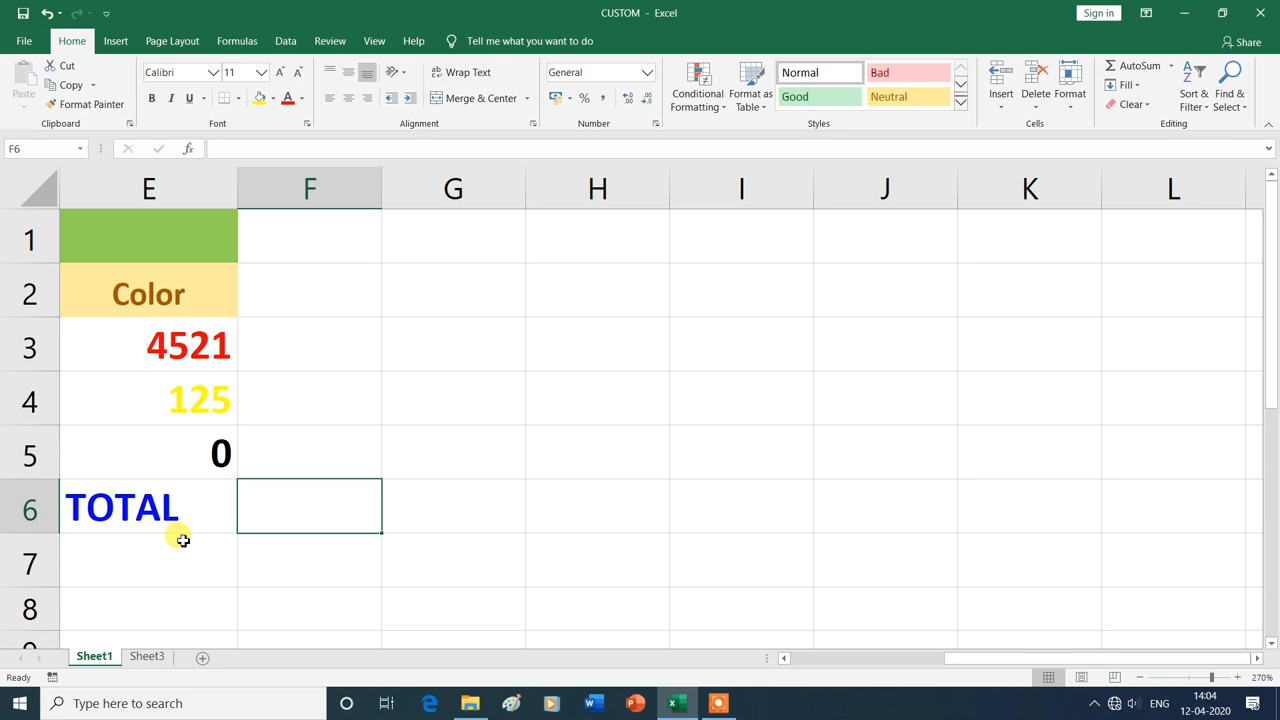 CUSTOM - Excel
Sign in
File Home Insert Page Layout Formulas Data Review View Help Tell me what you want to do Share
Paste
Cut
Copy
Format Painter
Clipboard
Calibri 11
B I U A
Font
Wrap Text
Merge & Center
Alignment
General
%
Number
Conditional Formatting
Format as Table
Normal Bad
Good Neutral
Styles
Insert Delete Format
Cells
AutoSum
Fill
Clear
Sort & Filter
Find & Select
Editing
F6 fx
E F G H I J K L
1
2 Color
3 4521
4 125
5 0
6 TOTAL
7
8
Sheet1 Sheet3
Ready 270%
Type here to search
ENG
14:04
12-04-2020